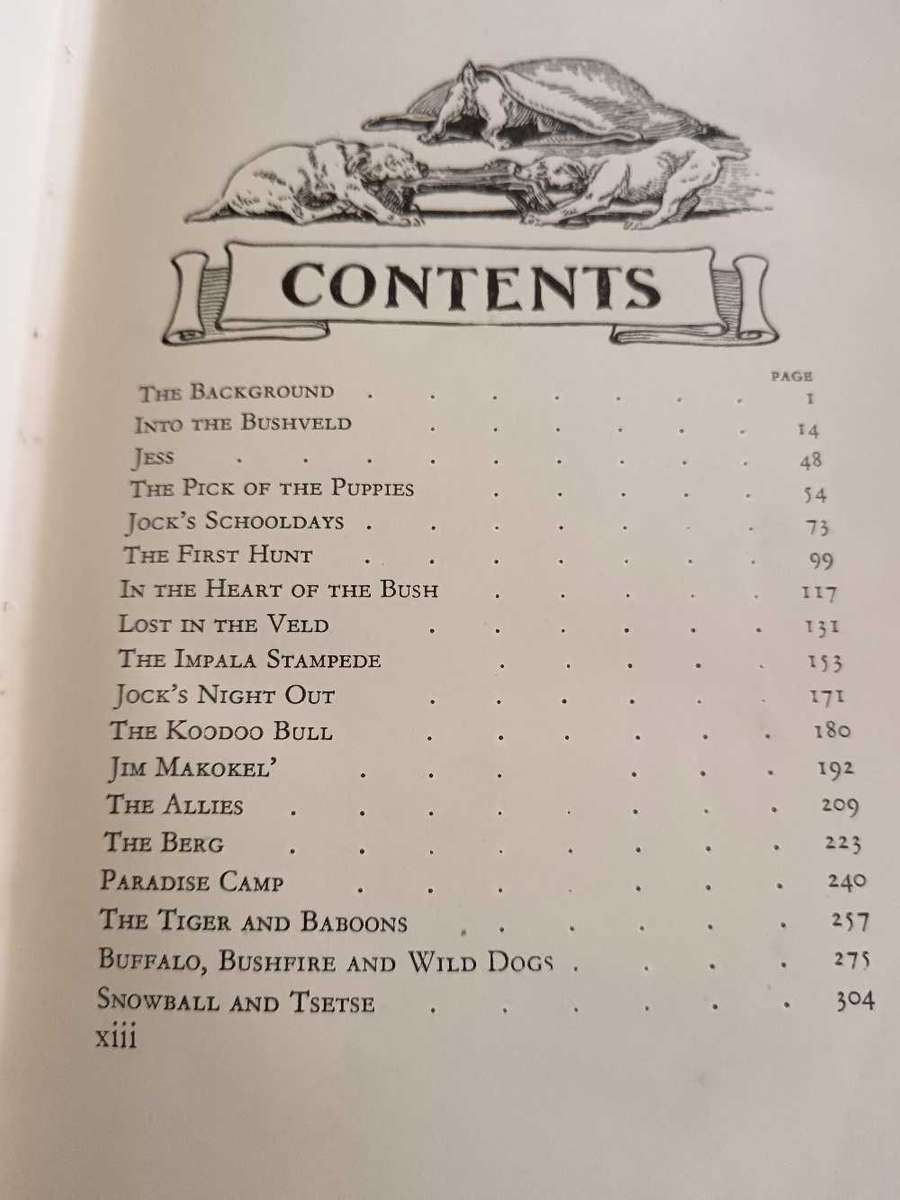 CONTENTS
PAGE
THE BACKGROUND . . . . . . . 1
INTO THE BUSHVELD . . . . . . 14
JESS . . . . . . . . . 48
THE PICK OF THE PUPPIES . . . . . 54
JOCK'S SCHOOLDAYS . . . . . . . 73
THE FIRST HUNT . . . . . . . 99
IN THE HEART OF THE BUSH . . . . . 117
LOST IN THE VELD . . . . . . 131
THE IMPALA STAMPEDE . . . . . 153
JOCK'S NIGHT OUT . . . . . . 171
THE KOODOO BULL . . . . . . 180
JIM MAKOKEL' . . . . . . 192
THE ALLIES . . . . . . . . 209
THE BERG . . . . . . . . 223
PARADISE CAMP . . . . . . . 240
THE TIGER AND BABOONS . . . . . . 257
BUFFALO, BUSHFIRE AND WILD DOGS . . . . 275
SNOWBALL AND TSETSE . . . . . . 304
xiii